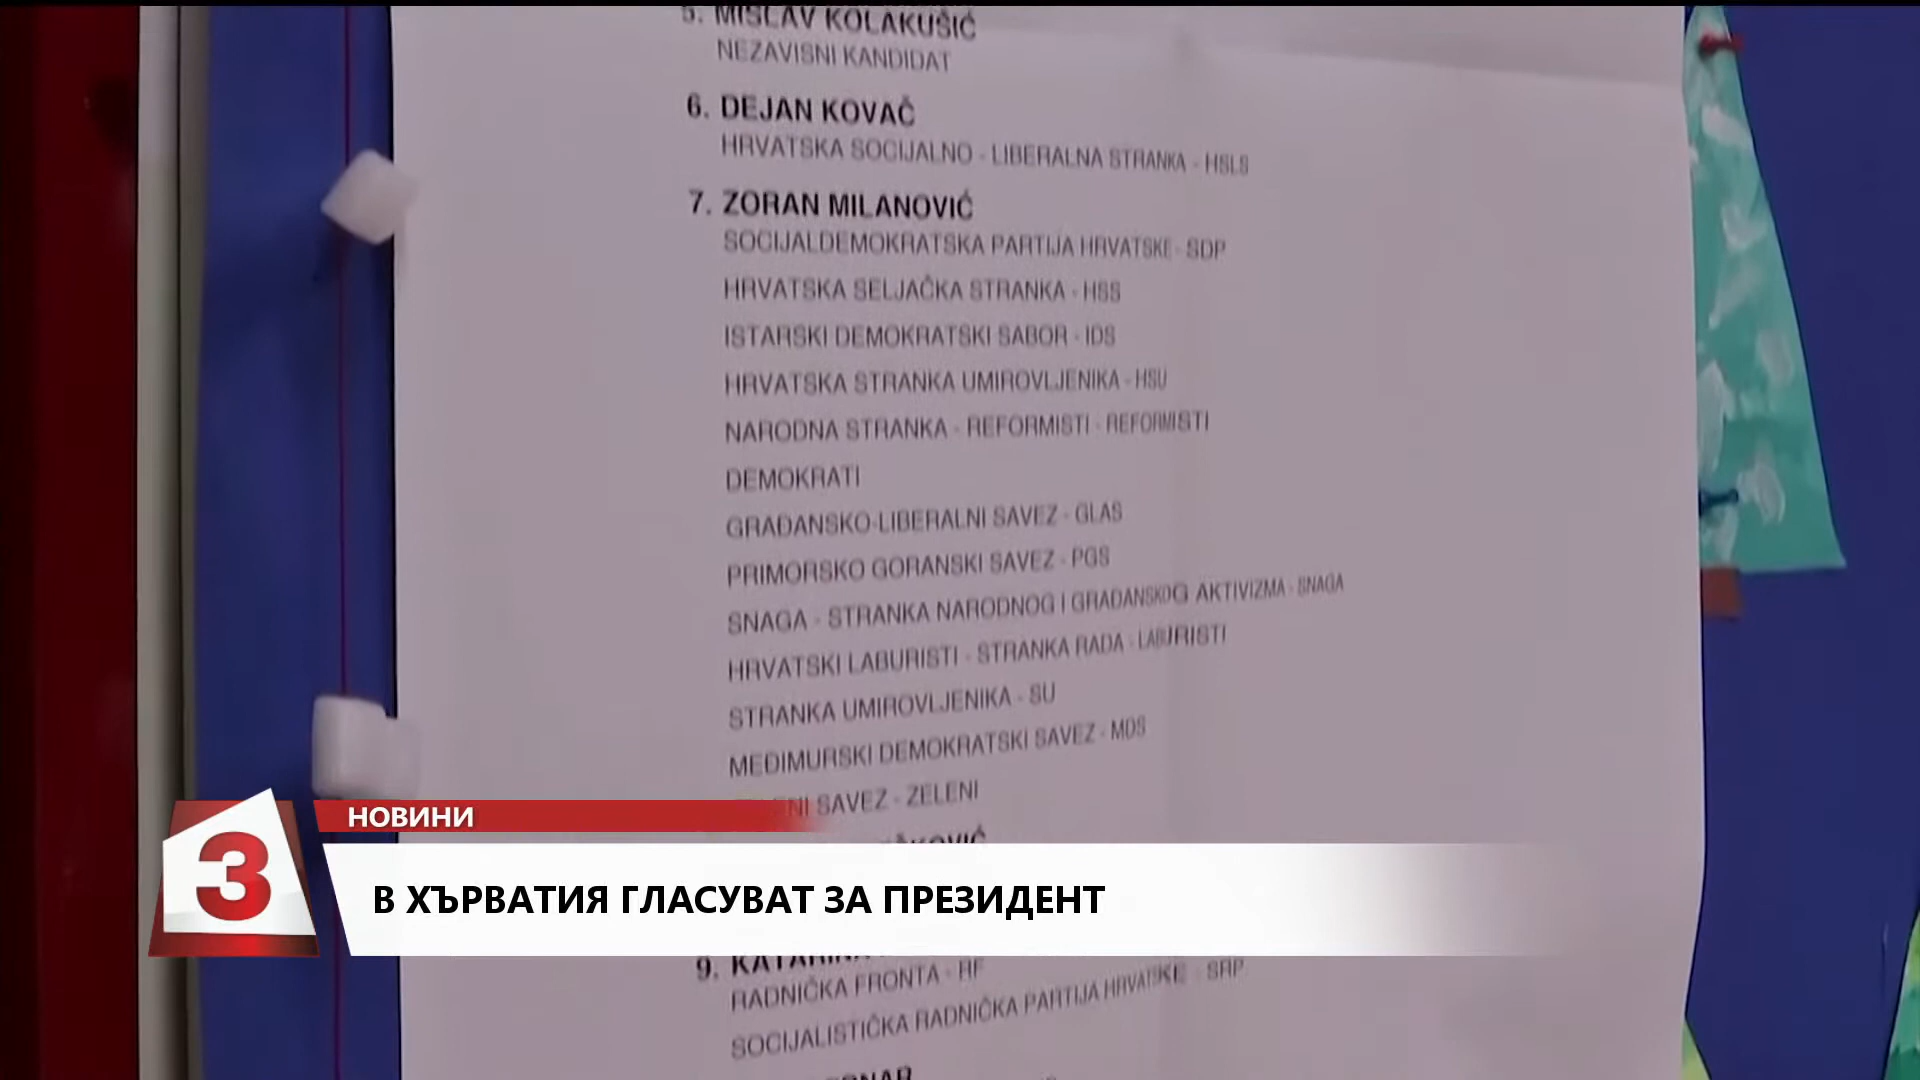 5. MISLAV KOLAKUŠIĆ
NEZAVISNI KANDIDAT
6. DEJAN KOVAČ
HRVATSKA SOCIJALNO - LIBERALNA STRANKA - HSLS
7. ZORAN MILANOVIĆ
SOCIJALDEMOKRATSKA PARTIJA HRVATSKE - SDP
HRVATSKA SELJAČKA STRANKA - HSS
ISTARSKI DEMOKRATSKI SABOR - IDS
HRVATSKA STRANKA UMIROVLJENIKA - HSU
NARODNA STRANKA - REFORMISTI - REFORMISTI
DEMOKRATI
GRAĐANSKO-LIBERALNI SAVEZ - GLAS
PRIMORSKO GORANSKI SAVEZ - PGS
SNAGA - STRANKA NARODNOG I GRAĐANSKOG AKTIVIZMA - SNAGA
HRVATSKI LABURISTI - STRANKA RADA - LABURISTI
STRANKA UMIROVLJENIKA - SU
MEĐIMURSKI DEMOKRATSKI SAVEZ - MDS
SAVEZ - ZELENI
НОВИНИ
3
В ХЪРВАТИЯ ГЛАСУВАТ ЗА ПРЕЗИДЕНТ
9. KATARINA
RADNIČKA FRONTA - RF
SOCIJALISTIČKA RADNIČKA PARTIJA HRVATSKE - SRP